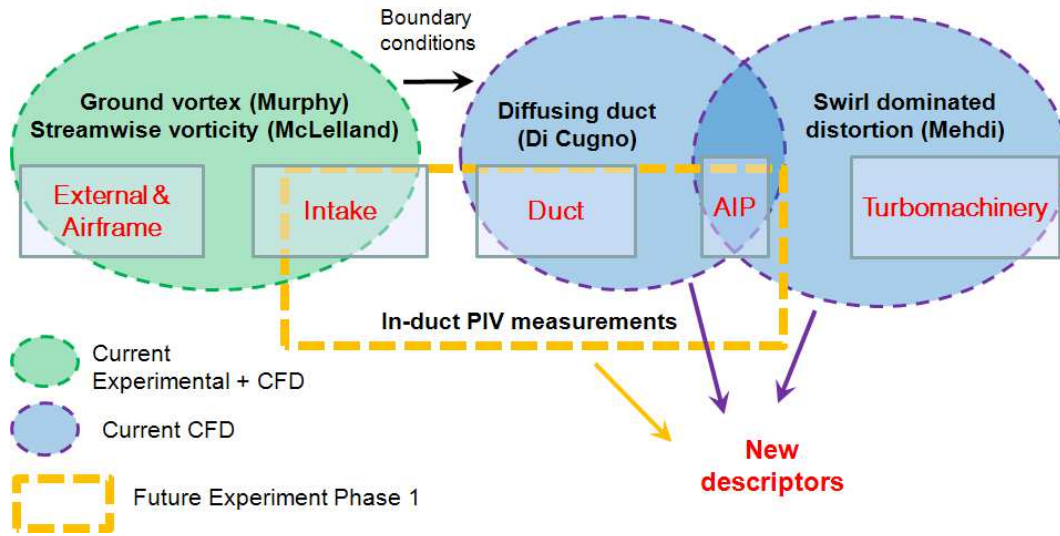 Boundary
conditions
Ground vortex (Murphy)
Streamwise vorticity (McLelland)
Diffusing duct
(Di Cugno)
Swirl dominated
distortion (Mehdi)
External &
Airframe
Intake
Duct
AIP
Turbomachinery
In-duct PIV measurements
Current
Experimental + CFD
Current CFD
New
descriptors
Future Experiment Phase 1